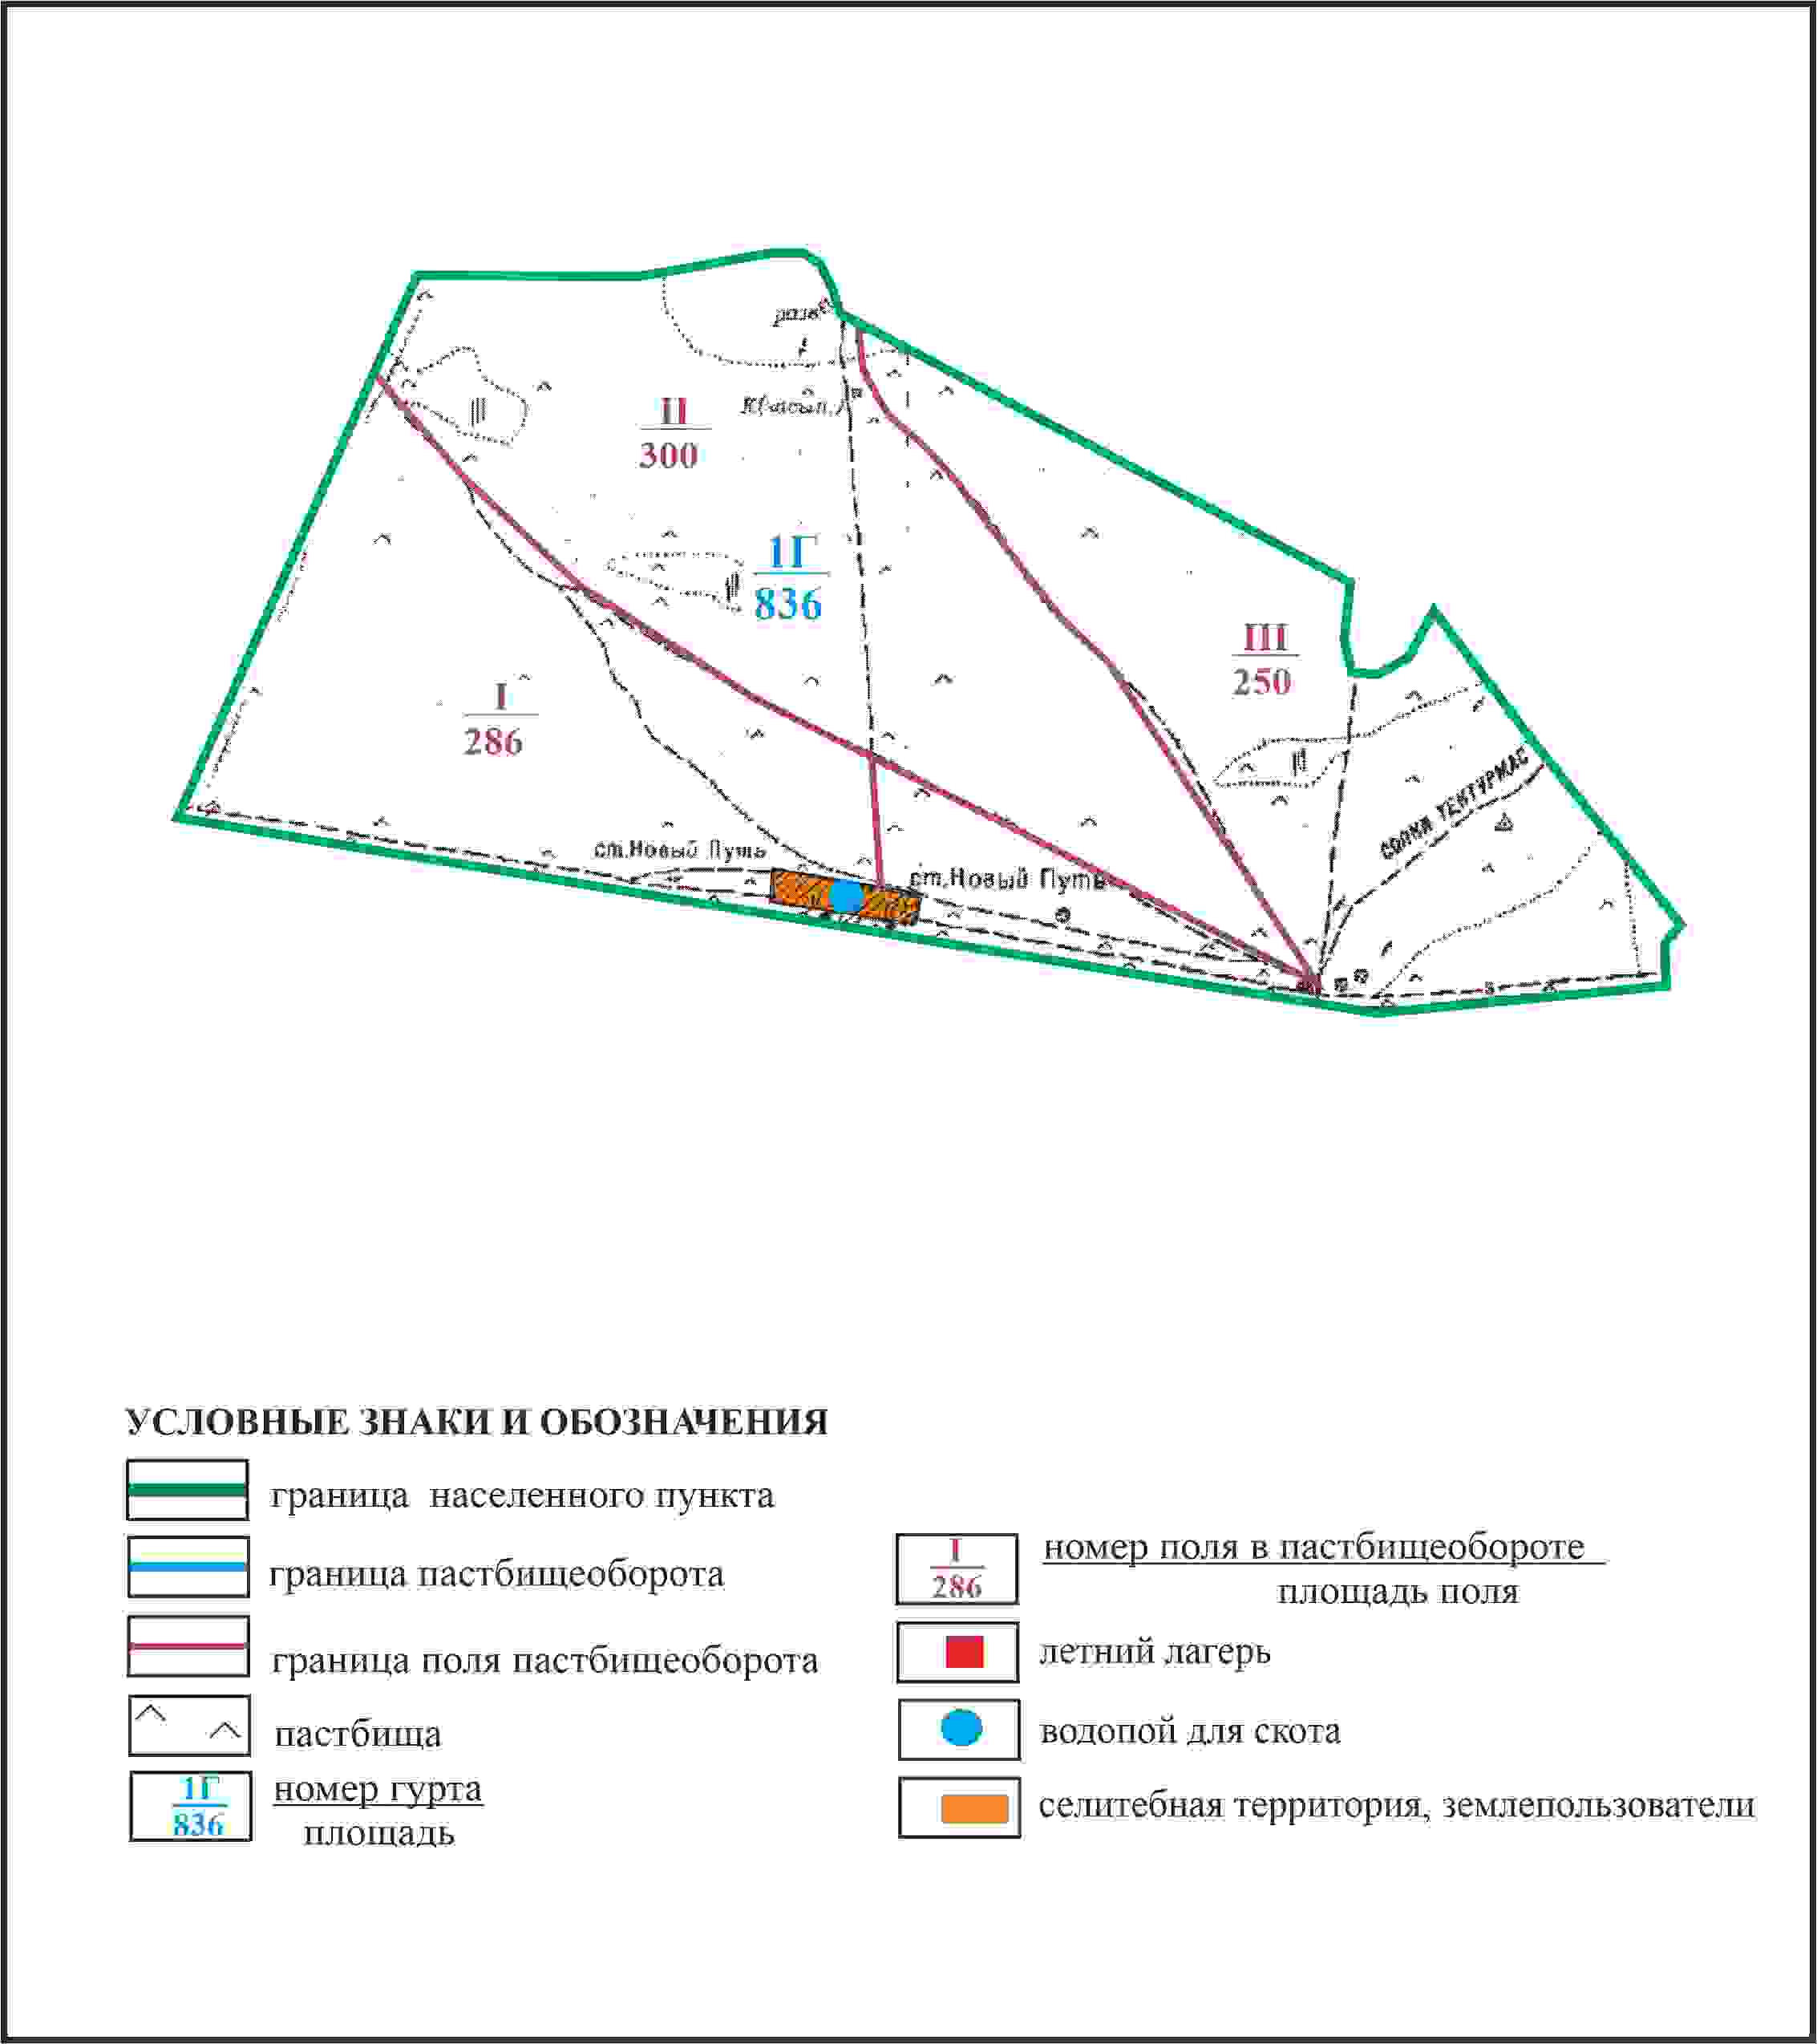 II
300
1Г
836
III
250
I
286
ст.Новый Путь
ст.Новый Путь
СОПКИ ТЕКТУРМАС
УСЛОВНЫЕ ЗНАКИ И ОБОЗНАЧЕНИЯ
граница населенного пункта
граница пастбищеоборота
граница поля пастбищеоборота
пастбища
1Г
836
номер гурта
площадь
I
286
номер поля в пастбищеобороте
площадь поля
летний лагерь
водопой для скота
селитебная территория, землепользователи